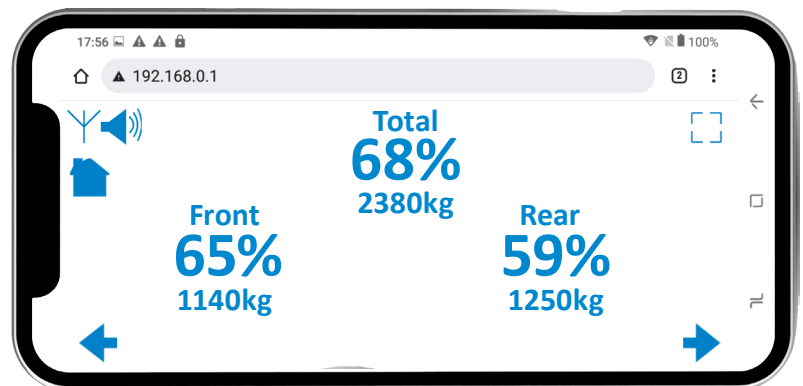 17:56
100%
192.168.0.1
2
Total
68%
2380kg
Front
65%
1140kg
Rear
59%
1250kg